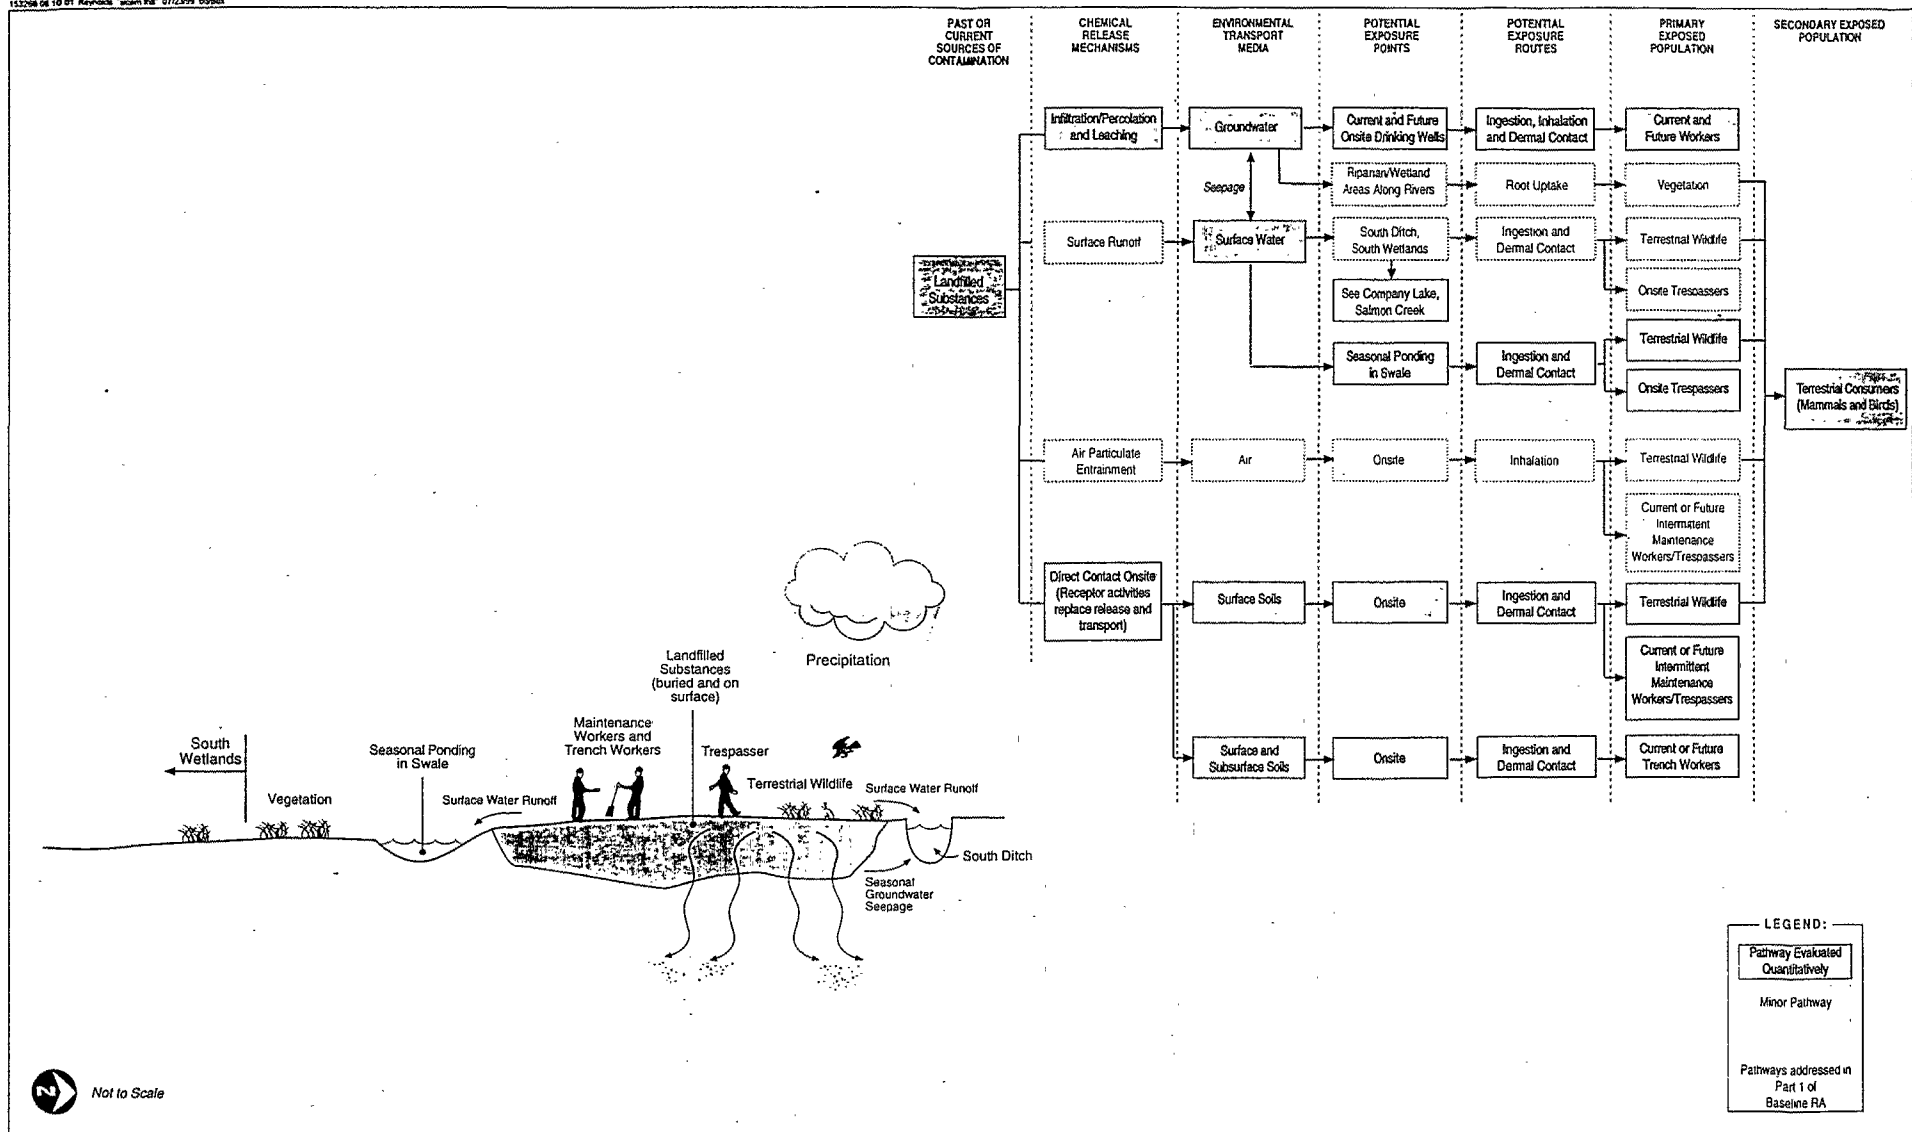 PAST OR
CURRENT
SOURCES OF
CONTAMINATION
CHEMICAL
RELEASE
MECHANISMS
ENVIRONMENTAL
TRANSPORT
MEDIA
POTENTIAL
EXPOSURE
POINTS
POTENTIAL
EXPOSURE
ROUTES
PRIMARY
EXPOSED
POPULATION
SECONDARY EXPOSED
POPULATION
Infiltration/Percolation
and Leaching
Groundwater
Current and Future
Onsite Drinking Wells
Ingestion, Inhalation
and Dermal Contact
Current and
Future Workers
Seepage
Riparian/Wetland
Areas Along Rivers
Root Uptake
Vegetation
Surface Runoff
Surface Water
South Ditch,
South Wetlands
Ingestion and
Dermal Contact
Terrestrial Wildlife
Onsite Trespassers
Landfilled
Substances
See Company Lake,
Salmon Creek
Seasonal Ponding
in Swale
Ingestion and
Dermal Contact
Terrestrial Wildlife
Onsite Trespassers
Terrestrial Consumers
(Mammals and Birds)
Air Particulate
Entrainment
Air
Onsite
Inhalation
Terrestrial Wildlife
Current or Future
Intermittent
Maintenance
Workers/Trespassers
Direct Contact Onsite
(Receptor activities
replace release and
transport)
Surface Soils
Onsite
Ingestion and
Dermal Contact
Terrestrial Wildlife
Current or Future
Intermittent
Maintenance
Workers/Trespassers
Surface and
Subsurface Soils
Onsite
Ingestion and
Dermal Contact
Current or Future
Trench Workers
Precipitation
Landfilled
Substances
(buried and on
surface)
Maintenance
Workers and
Trench Workers
Trespasser
South
Wetlands
Seasonal Ponding
in Swale
Vegetation
Surface Water Runoff
Terrestrial Wildlife
Surface Water Runoff
South Ditch
Seasonal
Groundwater
Seepage
LEGEND:
Pathway Evaluated
Quantitatively
Minor Pathway
Pathways addressed in
Part 1 of
Baseline RA
N
Not to Scale